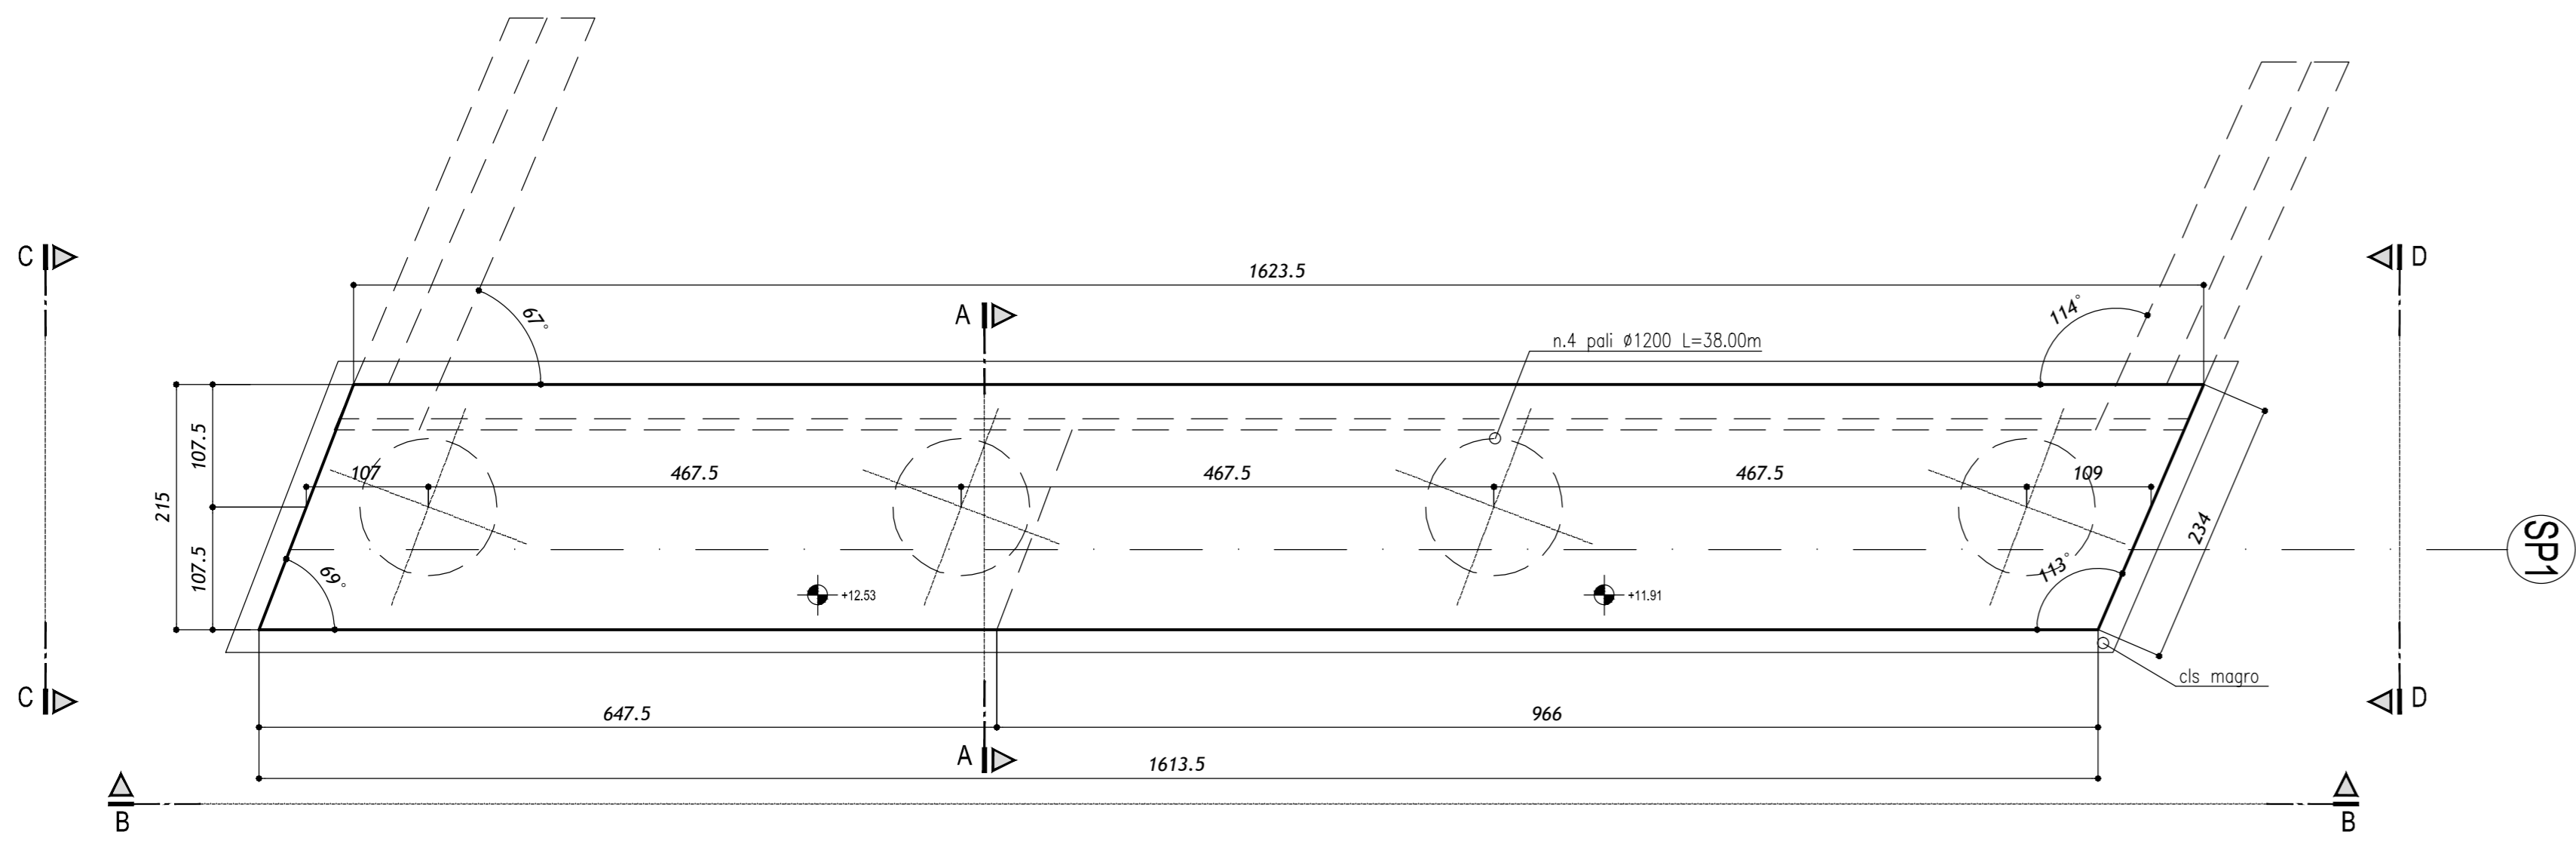 C
D
1623.5
67°
A
114°
n.4 pali ø1200 L=38.00m
107.5
215
107.5
107
467.5
467.5
467.5
109
234
69°
113°
+12.53
+11.91
SP1
C
cls magro
D
647.5
966
A
1613.5
B
B